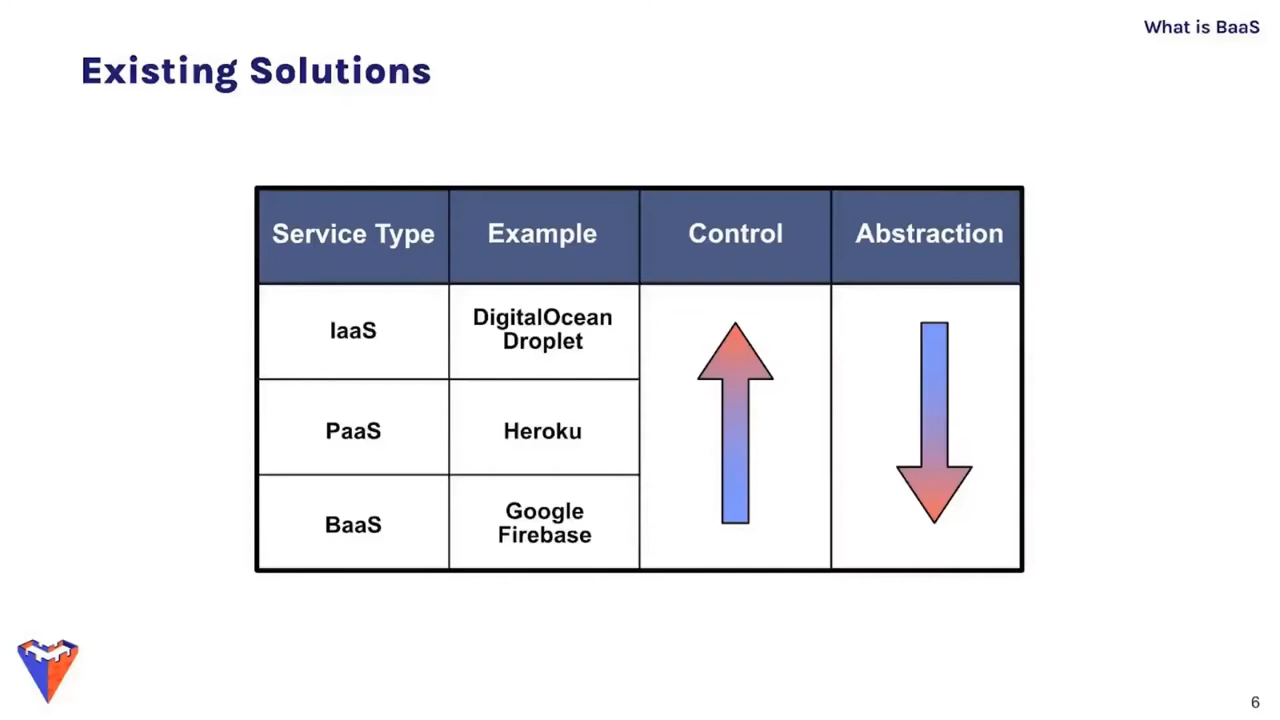 What is BaaS
Existing Solutions
Service Type
Example
Control
Abstraction
IaaS
DigitalOcean
Droplet
PaaS
Heroku
BaaS
Google
Firebase
6